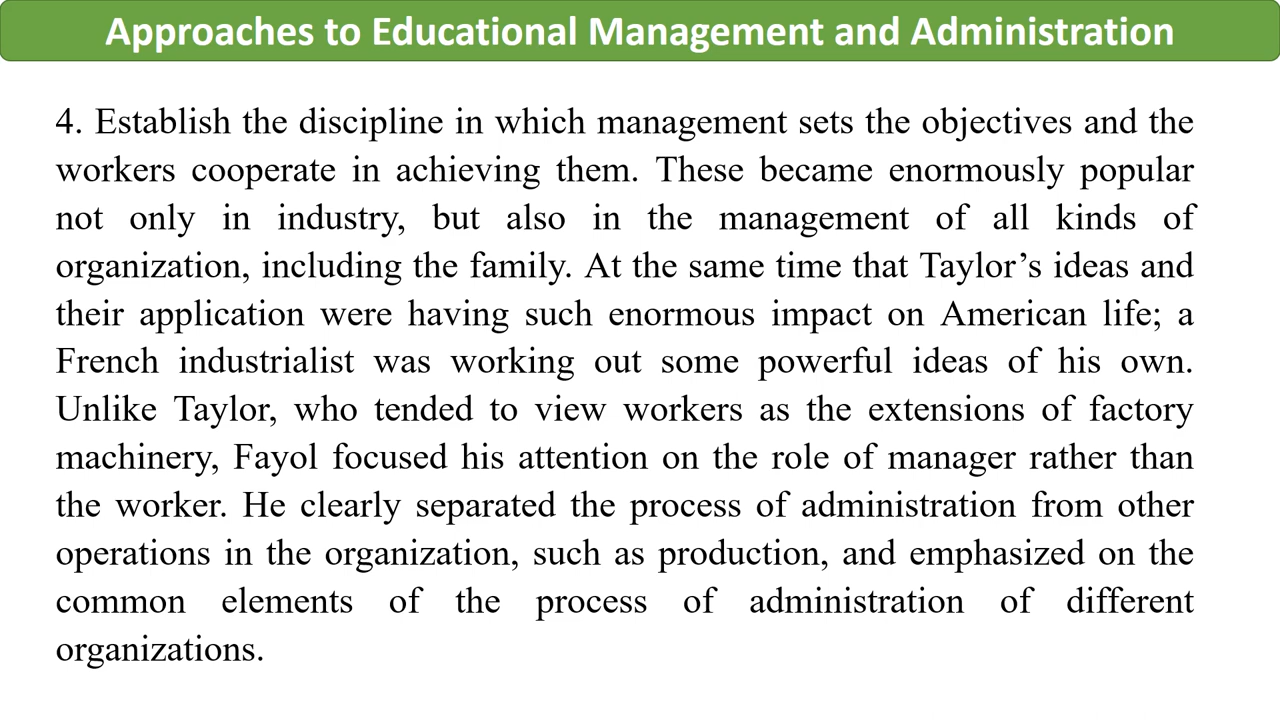 Approaches to Educational Management and Administration
4. Establish the discipline in which management sets the objectives and the
workers cooperate in achieving them. These became enormously popular
not only in industry, but also in the management of all kinds of
organization, including the family. At the same time that Taylor’s ideas and
their application were having such enormous impact on American life; a
French industrialist was working out some powerful ideas of his own.
Unlike Taylor, who tended to view workers as the extensions of factory
machinery, Fayol focused his attention on the role of manager rather than
the worker. He clearly separated the process of administration from other
operations in the organization, such as production, and emphasized on the
common elements of the process of administration of different
organizations.